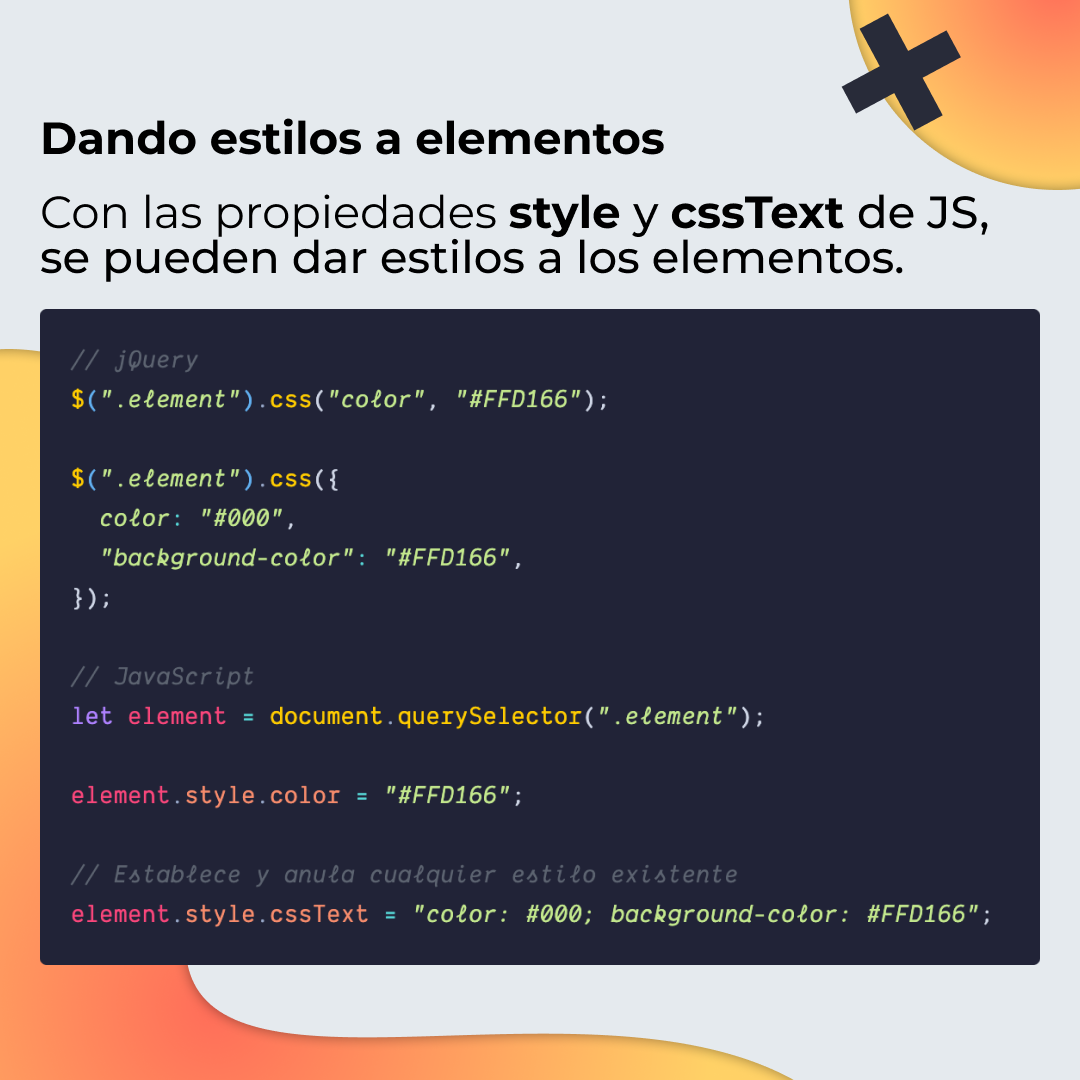 Dando estilos a elementos
Con las propiedades style y cssText de JS,
se pueden dar estilos a los elementos.
// jQuery
$(".element").css("color", "#FFD166");
$(".element").css({
  color: "#000",
  "background-color": "#FFD166",
});
// JavaScript
let element = document.querySelector(".element");
element.style.color = "#FFD166";
// Establece y anula cualquier estilo existente
element.style.cssText = "color: #000; background-color: #FFD166";